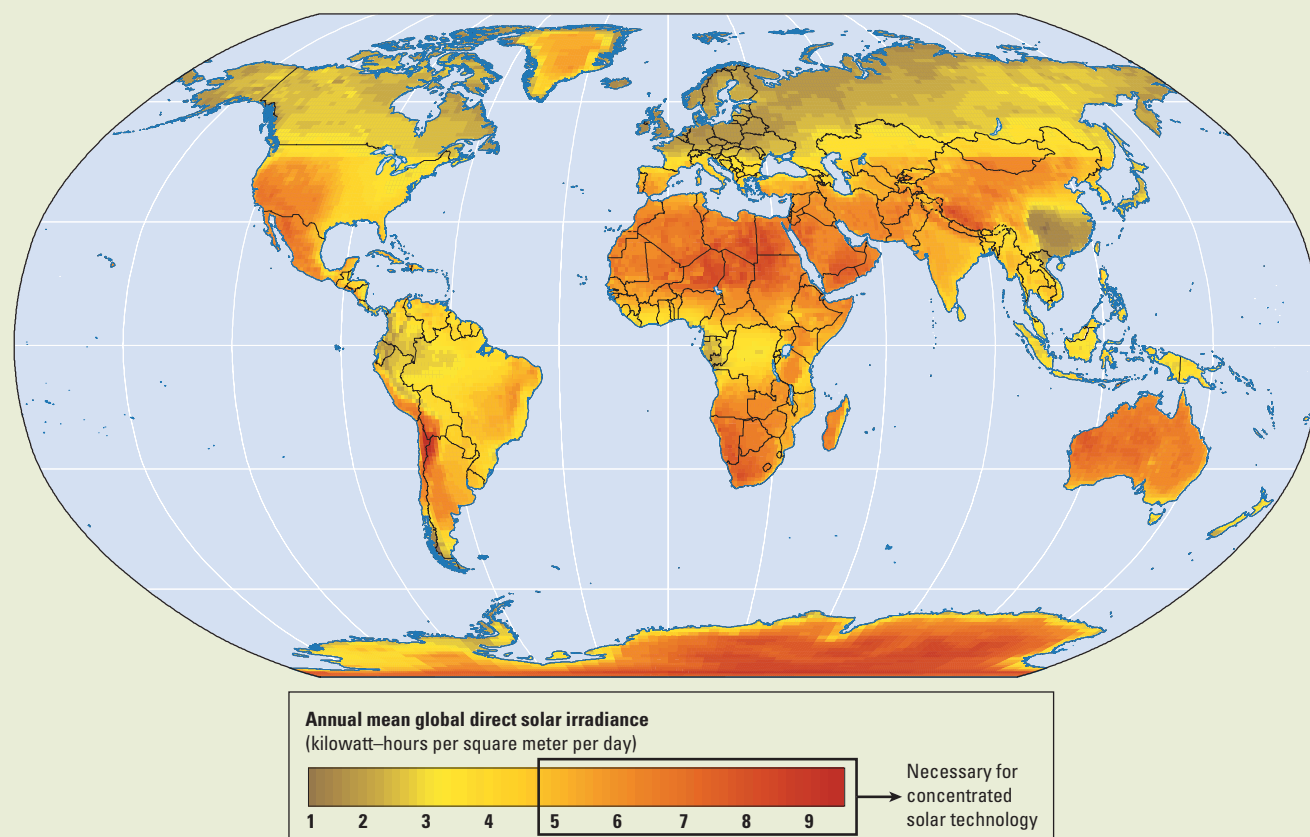 Annual mean global direct solar irradiance
(kilowatt–hours per square meter per day)
1 2 3 4 5 6 7 8 9
Necessary for
concentrated
solar technology